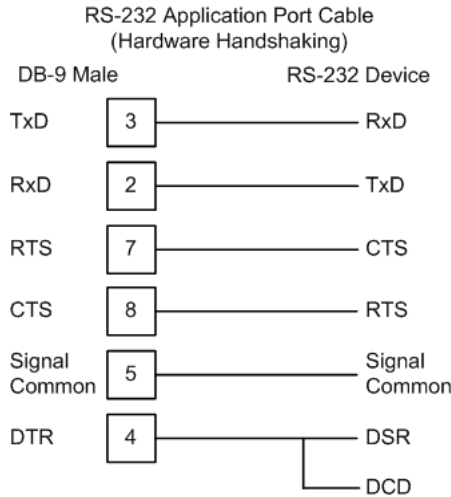 RS-232 Application Port Cable
(Hardware Handshaking)
DB-9 Male RS-232 Device
TxD 3 RxD
RxD 2 TxD
RTS 7 CTS
CTS 8 RTS
Signal Common 5 Signal Common
DTR 4 DSR
DCD